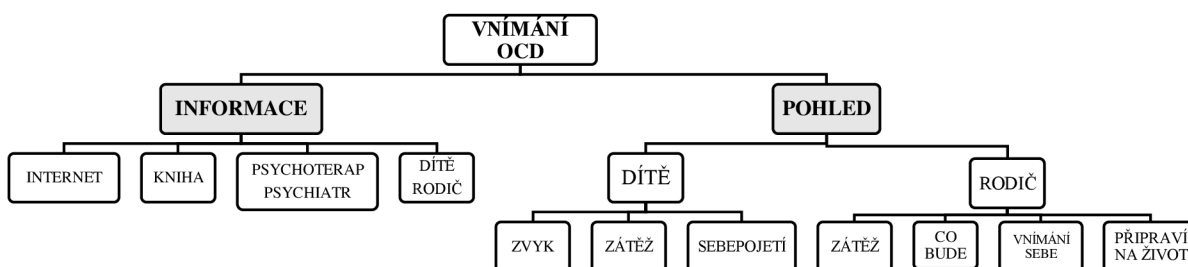 VNÍMÁNÍ
OCD
INFORMACE
POHLED
INTERNET
KNIHA
PSYCHOTERAP
PSYCHIATR
DÍTĚ
RODIČ
DÍTĚ
RODIČ
ZVYK
ZÁTĚŽ
SEBEPOJETÍ
ZÁTĚŽ
CO
BUDE
VNÍMÁNÍ
SEBE
PŘIPRAVÍ
NA ŽIVOT